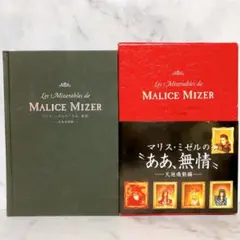 Les Misérables de
MALICE MIZER
Les Misérables de
MALICE MIZER
マリス・ミゼルの
“ああ、無情”